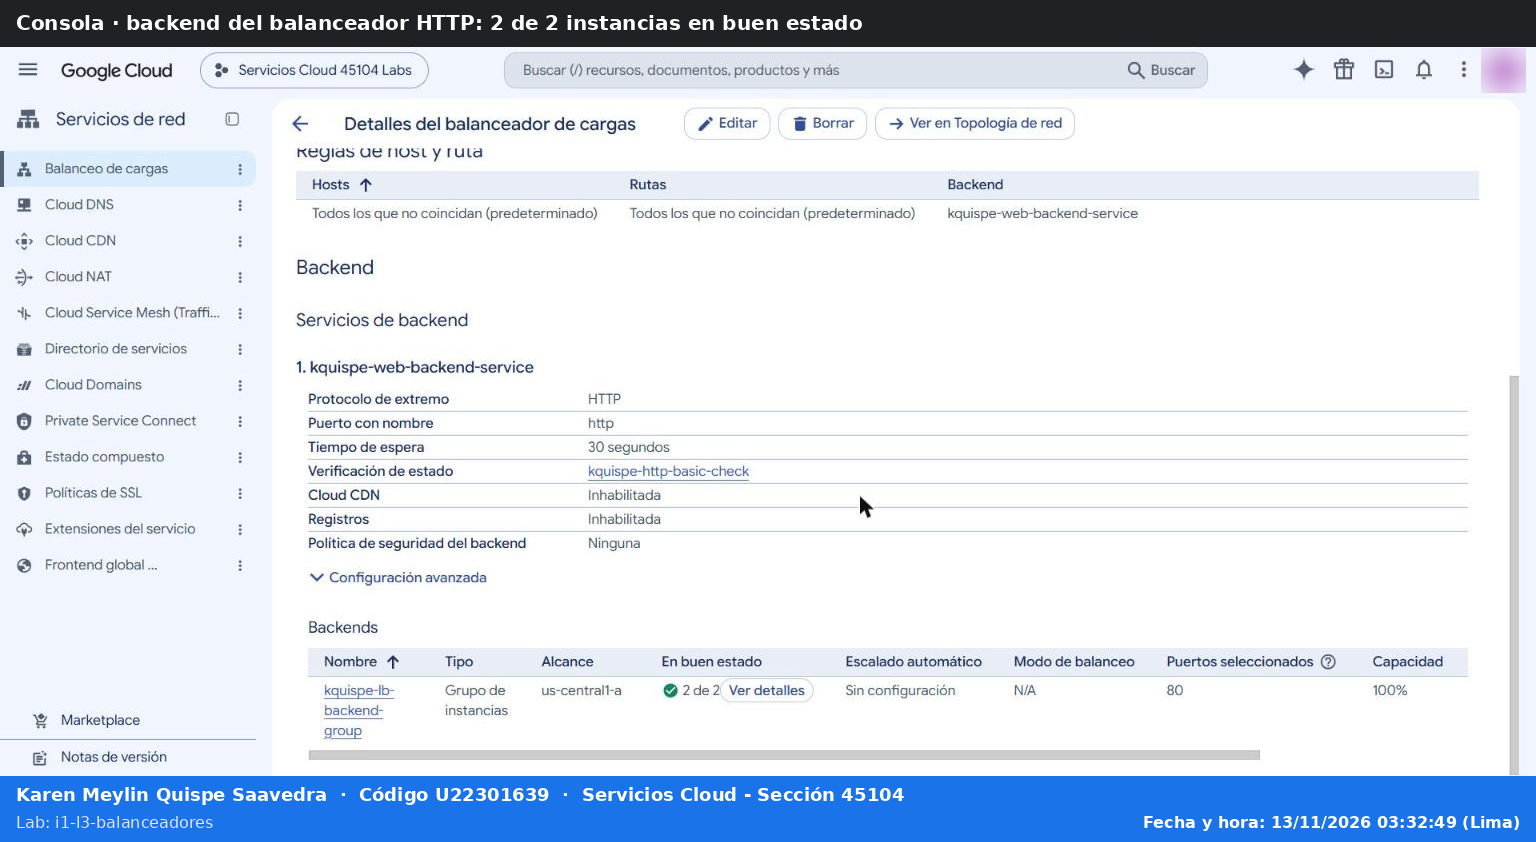 Consola · backend del balanceador HTTP: 2 de 2 instancias en buen estado
Google Cloud
Servicios Cloud 45104 Labs
Buscar (/) recursos, documentos, productos y más
Buscar
Servicios de red
Detalles del balanceador de cargas
Editar
Borrar
Ver en Topología de red
Balanceo de cargas
Cloud DNS
Cloud CDN
Cloud NAT
Cloud Service Mesh (Traffi...
Directorio de servicios
Cloud Domains
Private Service Connect
Estado compuesto
Políticas de SSL
Extensiones del servicio
Frontend global ...
Marketplace
Notas de versión
Reglas de host y ruta
Hosts Rutas Backend
Todos los que no coincidan (predeterminado) Todos los que no coincidan (predeterminado) kquispe-web-backend-service
Backend
Servicios de backend
1. kquispe-web-backend-service
Protocolo de extremo HTTP
Puerto con nombre http
Tiempo de espera 30 segundos
Verificación de estado kquispe-http-basic-check
Cloud CDN Inhabilitada
Registros Inhabilitada
Política de seguridad del backend Ninguna
Configuración avanzada
Backends
Nombre Tipo Alcance En buen estado Escalado automático Modo de balanceo Puertos seleccionados Capacidad
kquispe-lb- Grupo de us-central1-a 2 de 2 Ver detalles Sin configuración N/A 80 100%
backend- instancias
group
Karen Meylin Quispe Saavedra · Código U22301639 · Servicios Cloud - Sección 45104
Lab: i1-l3-balanceadores
Fecha y hora: 13/11/2026 03:32:49 (Lima)